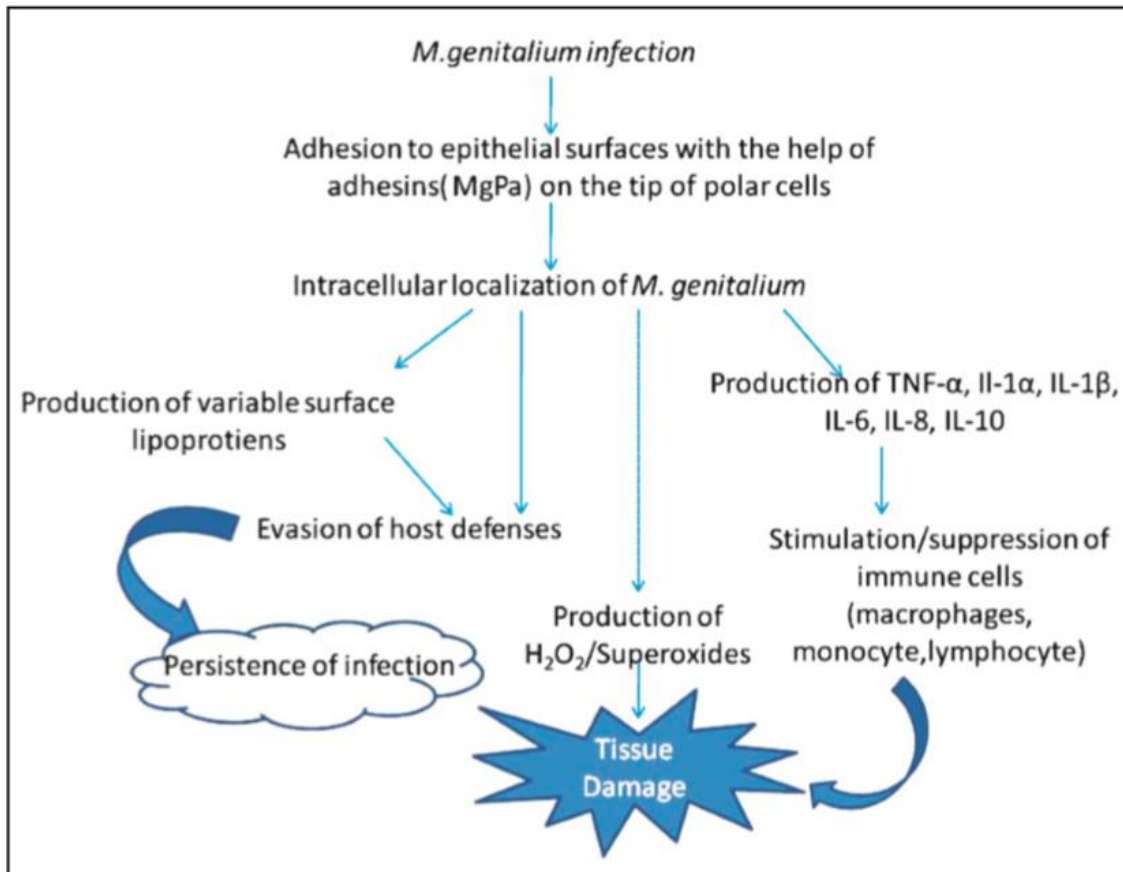 M.genitalium infection
Adhesion to epithelial surfaces with the help of
adhesins( MgPa) on the tip of polar cells
Intracellular localization of M. genitalium
Production of variable surface
lipoprotiens
Production of TNF-α, Il-1α, IL-1β,
IL-6, IL-8, IL-10
Evasion of host defenses
Stimulation/suppression of
immune cells
(macrophages,
monocyte,lymphocyte)
Production of
H₂O₂/Superoxides
Persistence of infection
Tissue
Damage